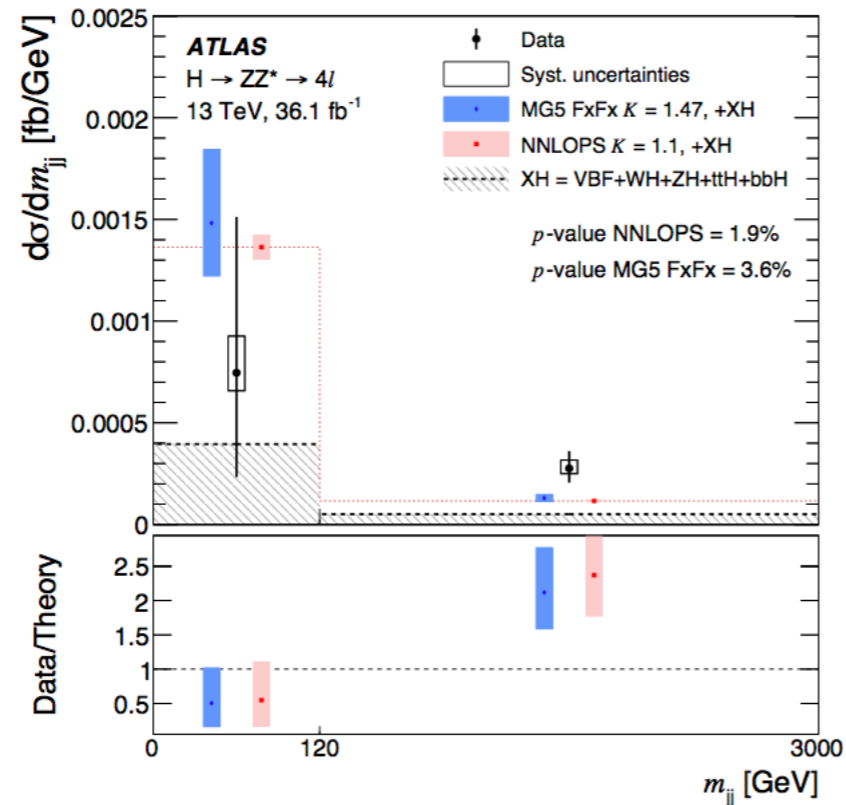 ATLAS
H → ZZ* → 4l
13 TeV, 36.1 fb⁻¹
Data
Syst. uncertainties
MG5 FxFx K = 1.47, +XH
NNLOPS K = 1.1, +XH
XH = VBF+WH+ZH+ttH+bbH
p-value NNLOPS = 1.9%
p-value MG5 FxFx = 3.6%
dσ/dm_jj [fb/GeV]
0.0025
0.002
0.0015
0.001
0.0005
0
Data/Theory
2.5
2
1.5
1
0.5
0
120
3000
m_jj [GeV]